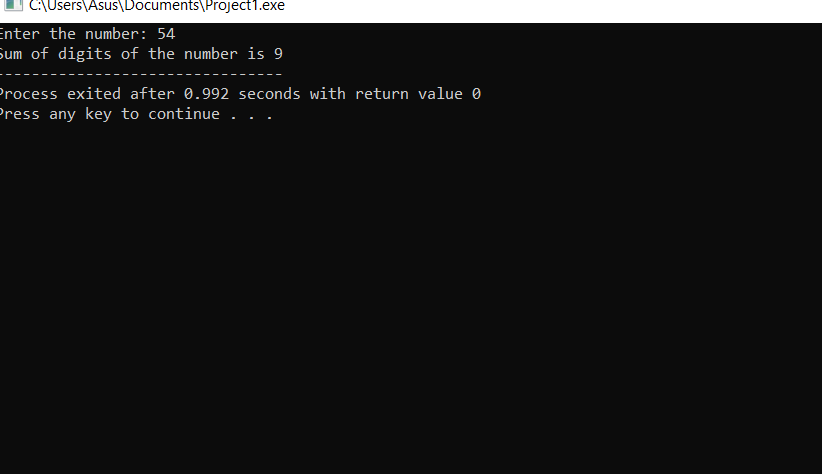 C:\Users\Asus\Documents\Project1.exe
Enter the number: 54
Sum of digits of the number is 9
--------------------------------
Process exited after 0.992 seconds with return value 0
Press any key to continue . . .